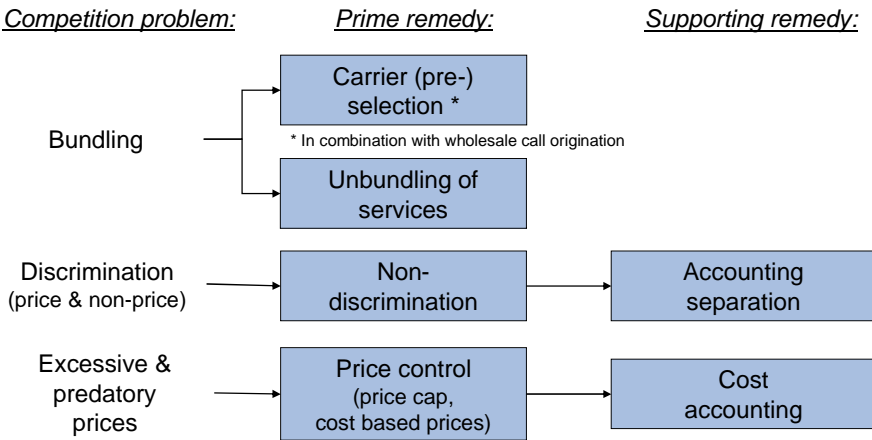 Competition problem:
Prime remedy:
Supporting remedy:
Bundling
Carrier (pre-)
selection *
* In combination with wholesale call origination
Unbundling of
services
Discrimination
(price & non-price)
Non-
discrimination
Accounting
separation
Excessive &
predatory
prices
Price control
(price cap,
cost based prices)
Cost
accounting